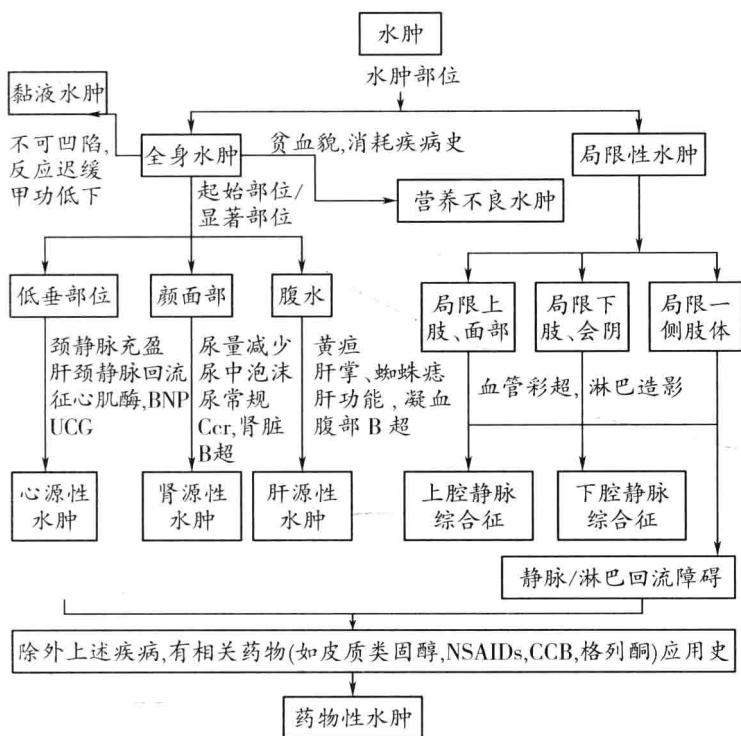 水肿
水肿部位
黏液水肿
不可凹陷,
反应迟缓
甲功低下
全身水肿
贫血貌,消耗疾病史
局限性水肿
营养不良水肿
起始部位/
显著部位
低垂部位
颜面部
腹水
局限上
肢、面部
局限下
肢、会阴
局限一
侧肢体
颈静脉充盈
肝颈静脉回流
征心肌酶,BNP
UCG
尿量减少
尿中泡沫
尿常规
Ccr,肾脏
B超
黄疸
肝掌、蜘蛛痣
肝功能,凝血
腹部B超
血管彩超,淋巴造影
心源性
水肿
肾源性
水肿
肝源性
水肿
上腔静脉
综合征
下腔静脉
综合征
静脉/淋巴回流障碍
除外上述疾病,有相关药物(如皮质类固醇,NSAIDs,CCB,格列酮)应用史
药物性水肿